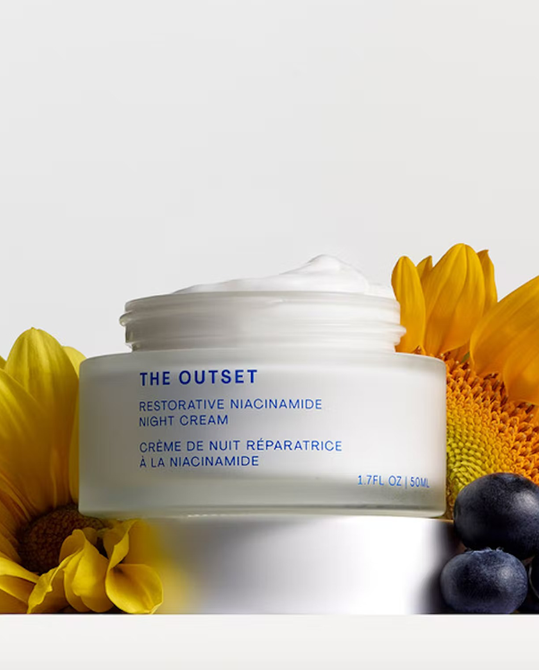 THE OUTSET
RESTORATIVE NIACINAMIDE
NIGHT CREAM
CRÈME DE NUIT RÉPARATRICE
À LA NIACINAMIDE
1.7FL OZ | 50ML